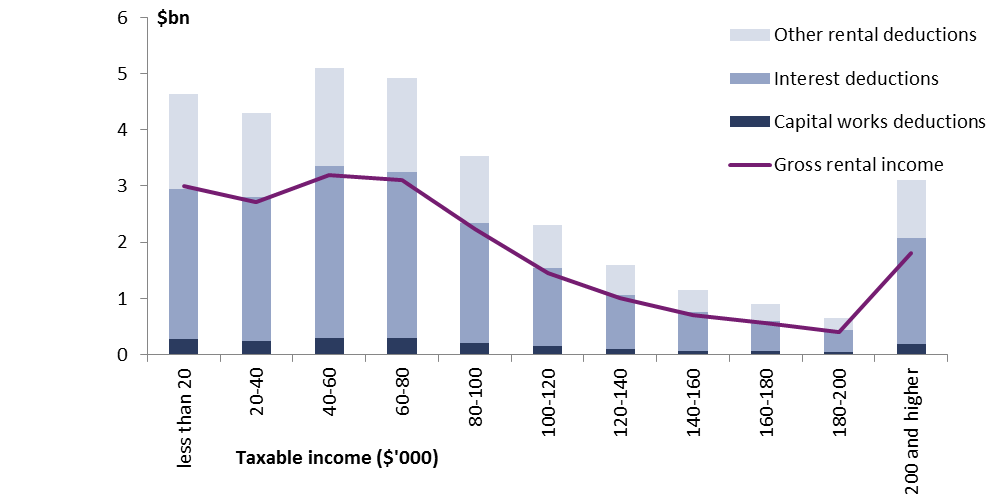 $bn
6
5
4
3
2
1
0
Other rental deductions
Interest deductions
Capital works deductions
Gross rental income
less than 20
20-40
40-60
60-80
80-100
100-120
120-140
140-160
160-180
180-200
200 and higher
Taxable income ($'000)